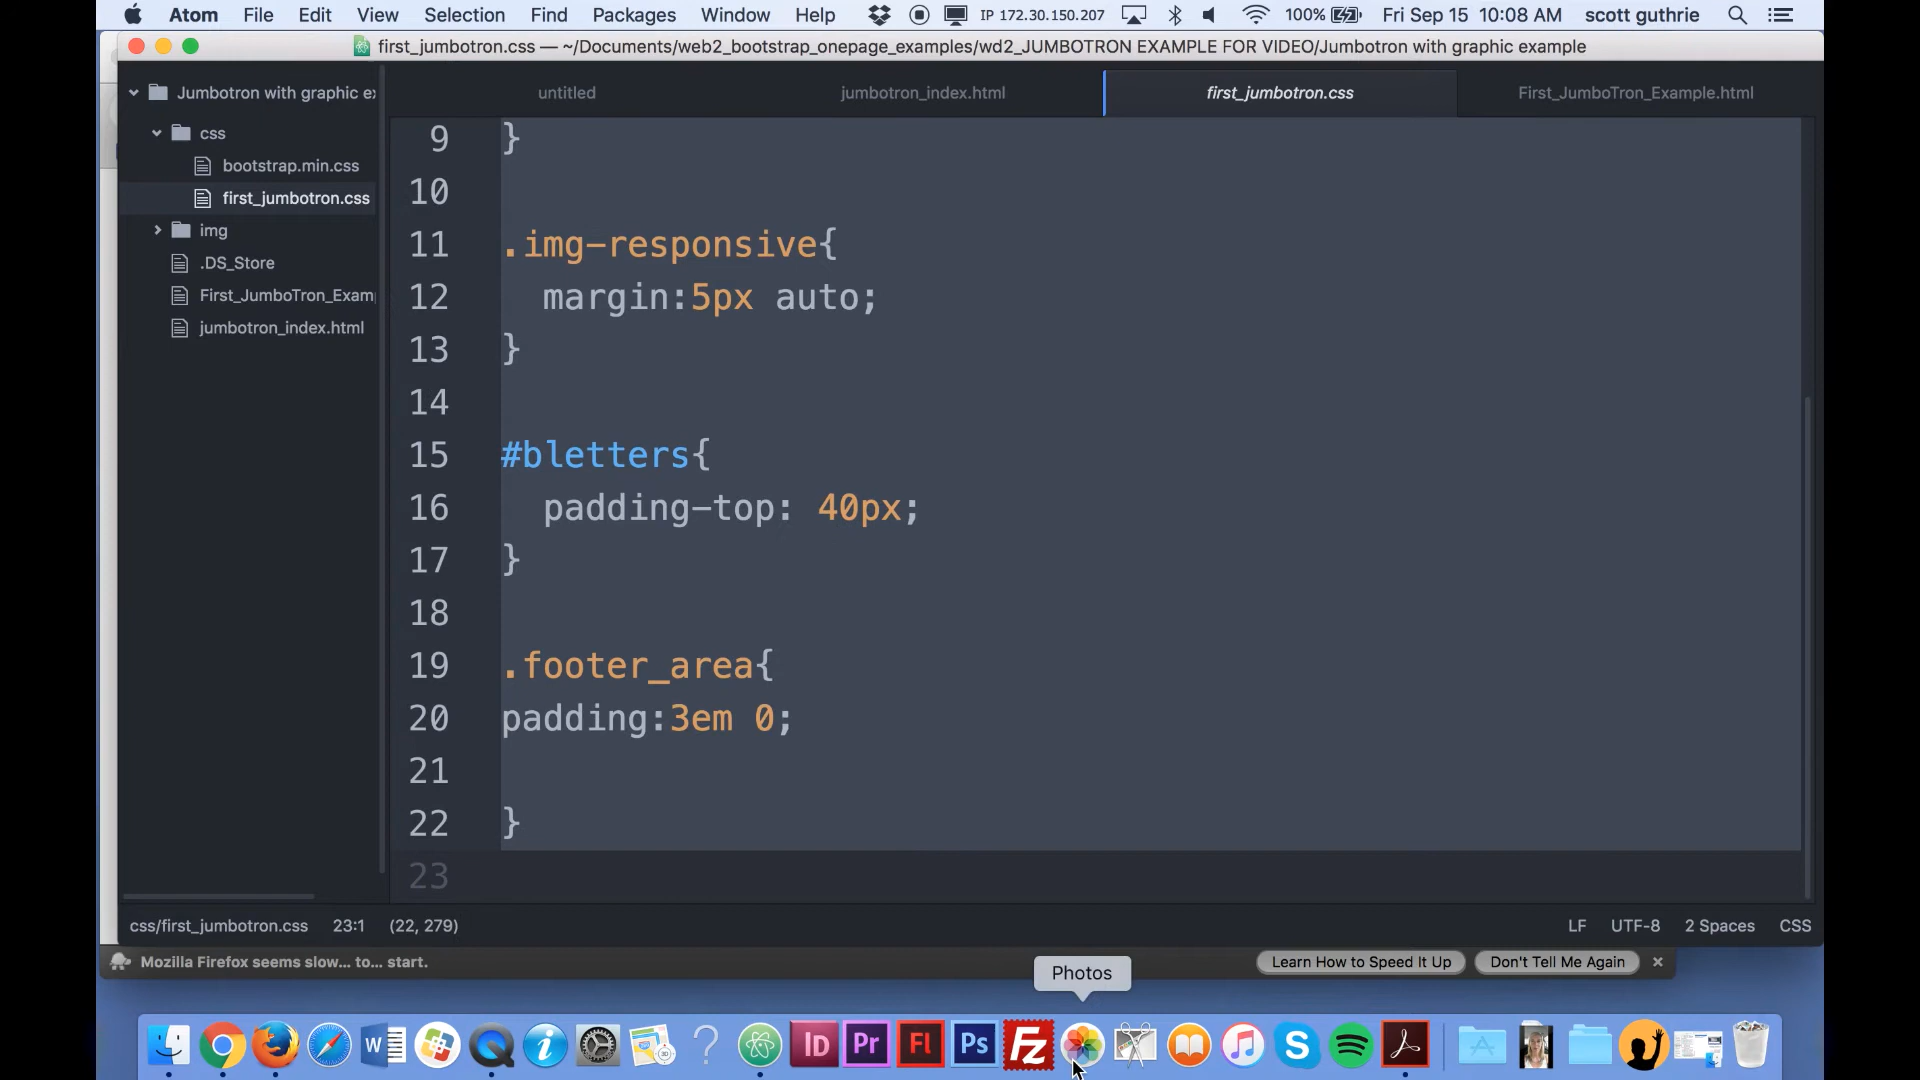 Atom File Edit View Selection Find Packages Window Help IP 172.30.150.207 100% Fri Sep 15 10:08 AM scott guthrie
first_jumbotron.css — ~/Documents/web2_bootstrap_onepage_examples/wd2_JUMBOTRON EXAMPLE FOR VIDEO/Jumbotron with graphic example
Jumbotron with graphic e
untitled jumbotron_index.html first_jumbotron.css First_JumboTron_Example.html
css
bootstrap.min.css
first_jumbotron.css
img
.DS_Store
First_JumboTron_Exam
jumbotron_index.html
9 }
10
11 .img-responsive{
12 margin:5px auto;
13 }
14
15 #bletters{
16 padding-top: 40px;
17 }
18
19 .footer_area{
20 padding:3em 0;
21
22 }
23
css/first_jumbotron.css 23:1 (22, 279) LF UTF-8 2 Spaces CSS
Mozilla Firefox seems slow... to... start. Learn How to Speed It Up Don't Tell Me Again
Photos
W Id Pr Fl Ps Fz S